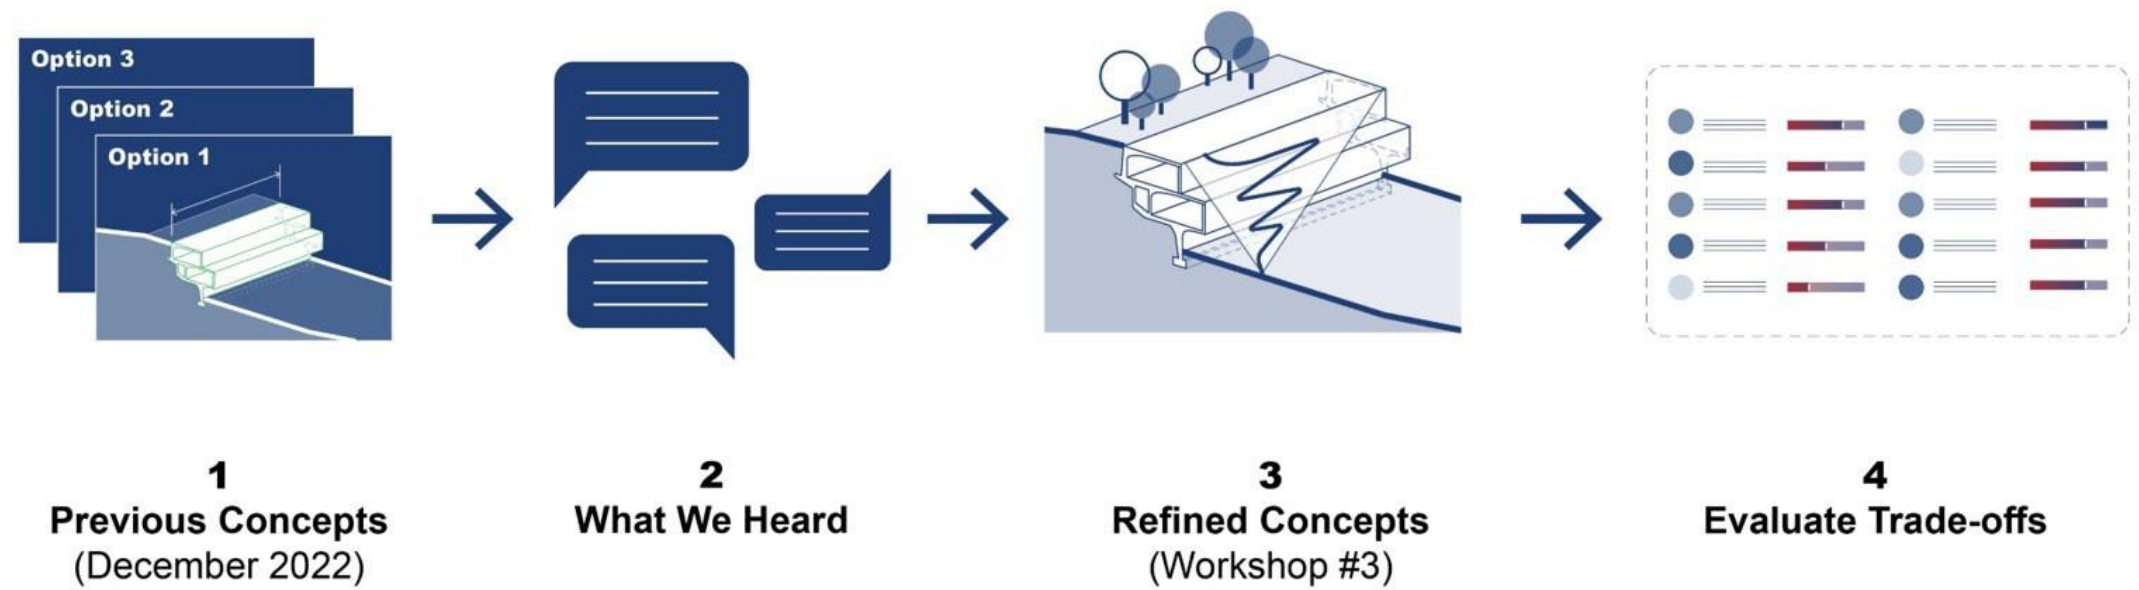 Option 3
Option 2
Option 1
1
Previous Concepts
(December 2022)
2
What We Heard
3
Refined Concepts
(Workshop #3)
4
Evaluate Trade-offs